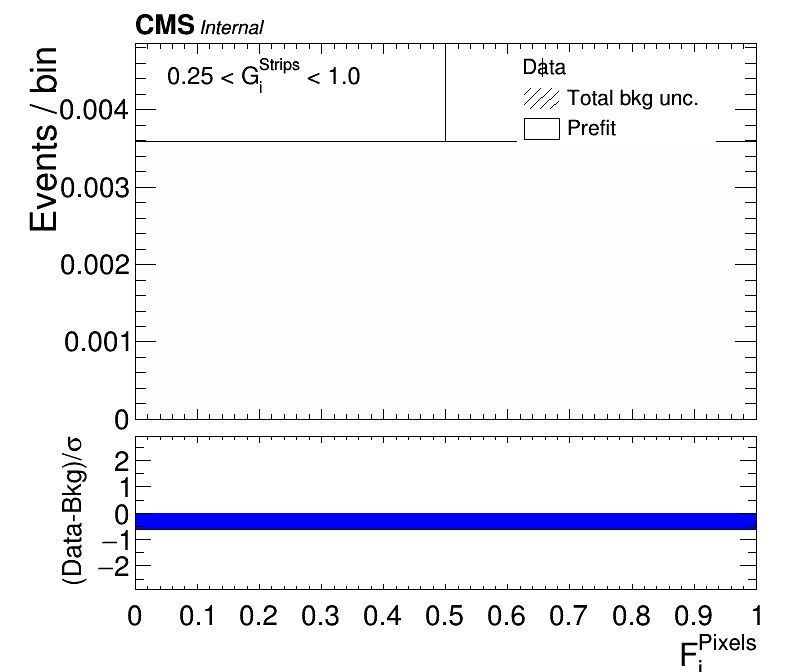 CMS Internal
0.25 < G_i^Strips < 1.0
Data
Total bkg unc.
Prefit
Events / bin
0.004
0.003
0.002
0.001
0
(Data-Bkg)/σ
2
1
0
−1
−2
0 0.1 0.2 0.3 0.4 0.5 0.6 0.7 0.8 0.9 1
F_i^Pixels